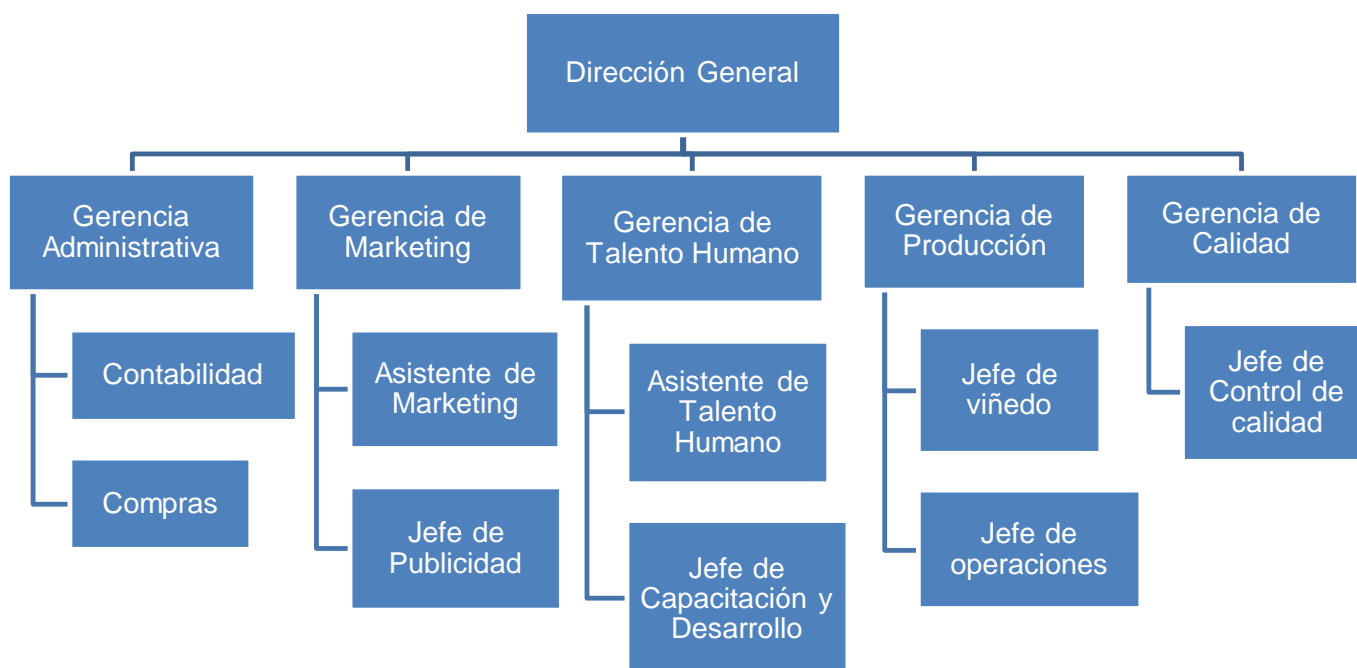 Dirección General
Gerencia
Administrativa
Gerencia de
Marketing
Gerencia de
Talento Humano
Gerencia de
Producción
Gerencia de
Calidad
Contabilidad
Compras
Asistente de
Marketing
Jefe de
Publicidad
Asistente de
Talento
Humano
Jefe de
Capacitación y
Desarrollo
Jefe de
viñedo
Jefe de
operaciones
Jefe de
Control de
calidad